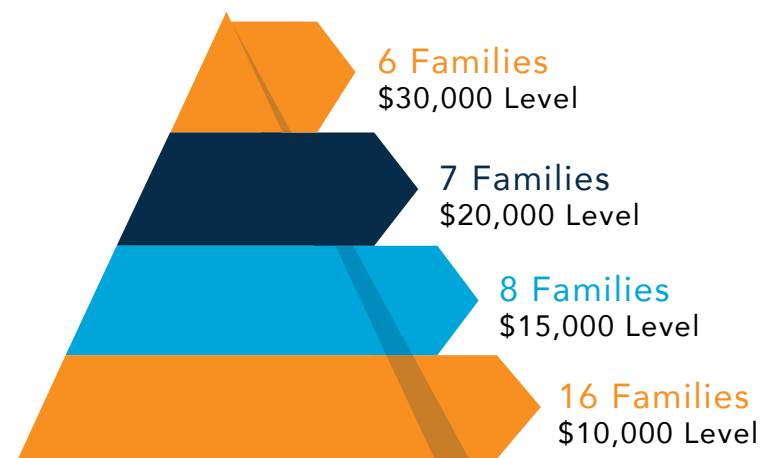 6 Families
$30,000 Level
7 Families
$20,000 Level
8 Families
$15,000 Level
16 Families
$10,000 Level